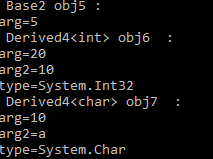 Base2 obj5 :
arg=5
Derived4<int> obj6  :
arg=20
arg2=10
type=System.Int32
Derived4<char> obj7  :
arg=10
arg2=a
type=System.Char